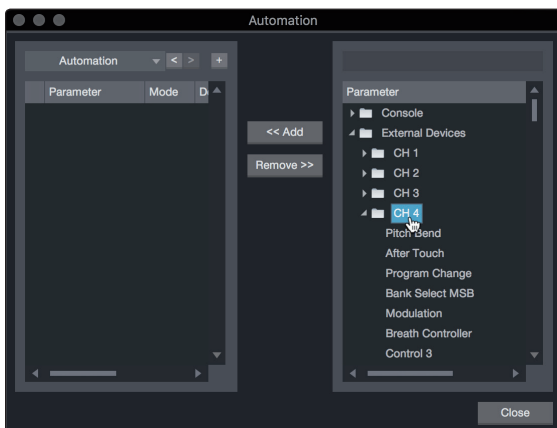 Automation
Automation < > +
Parameter Mode
<< Add
Remove >>
Parameter
Console
External Devices
CH 1
CH 2
CH 3
CH 4
Pitch Bend
After Touch
Program Change
Bank Select MSB
Modulation
Breath Controller
Control 3
Close